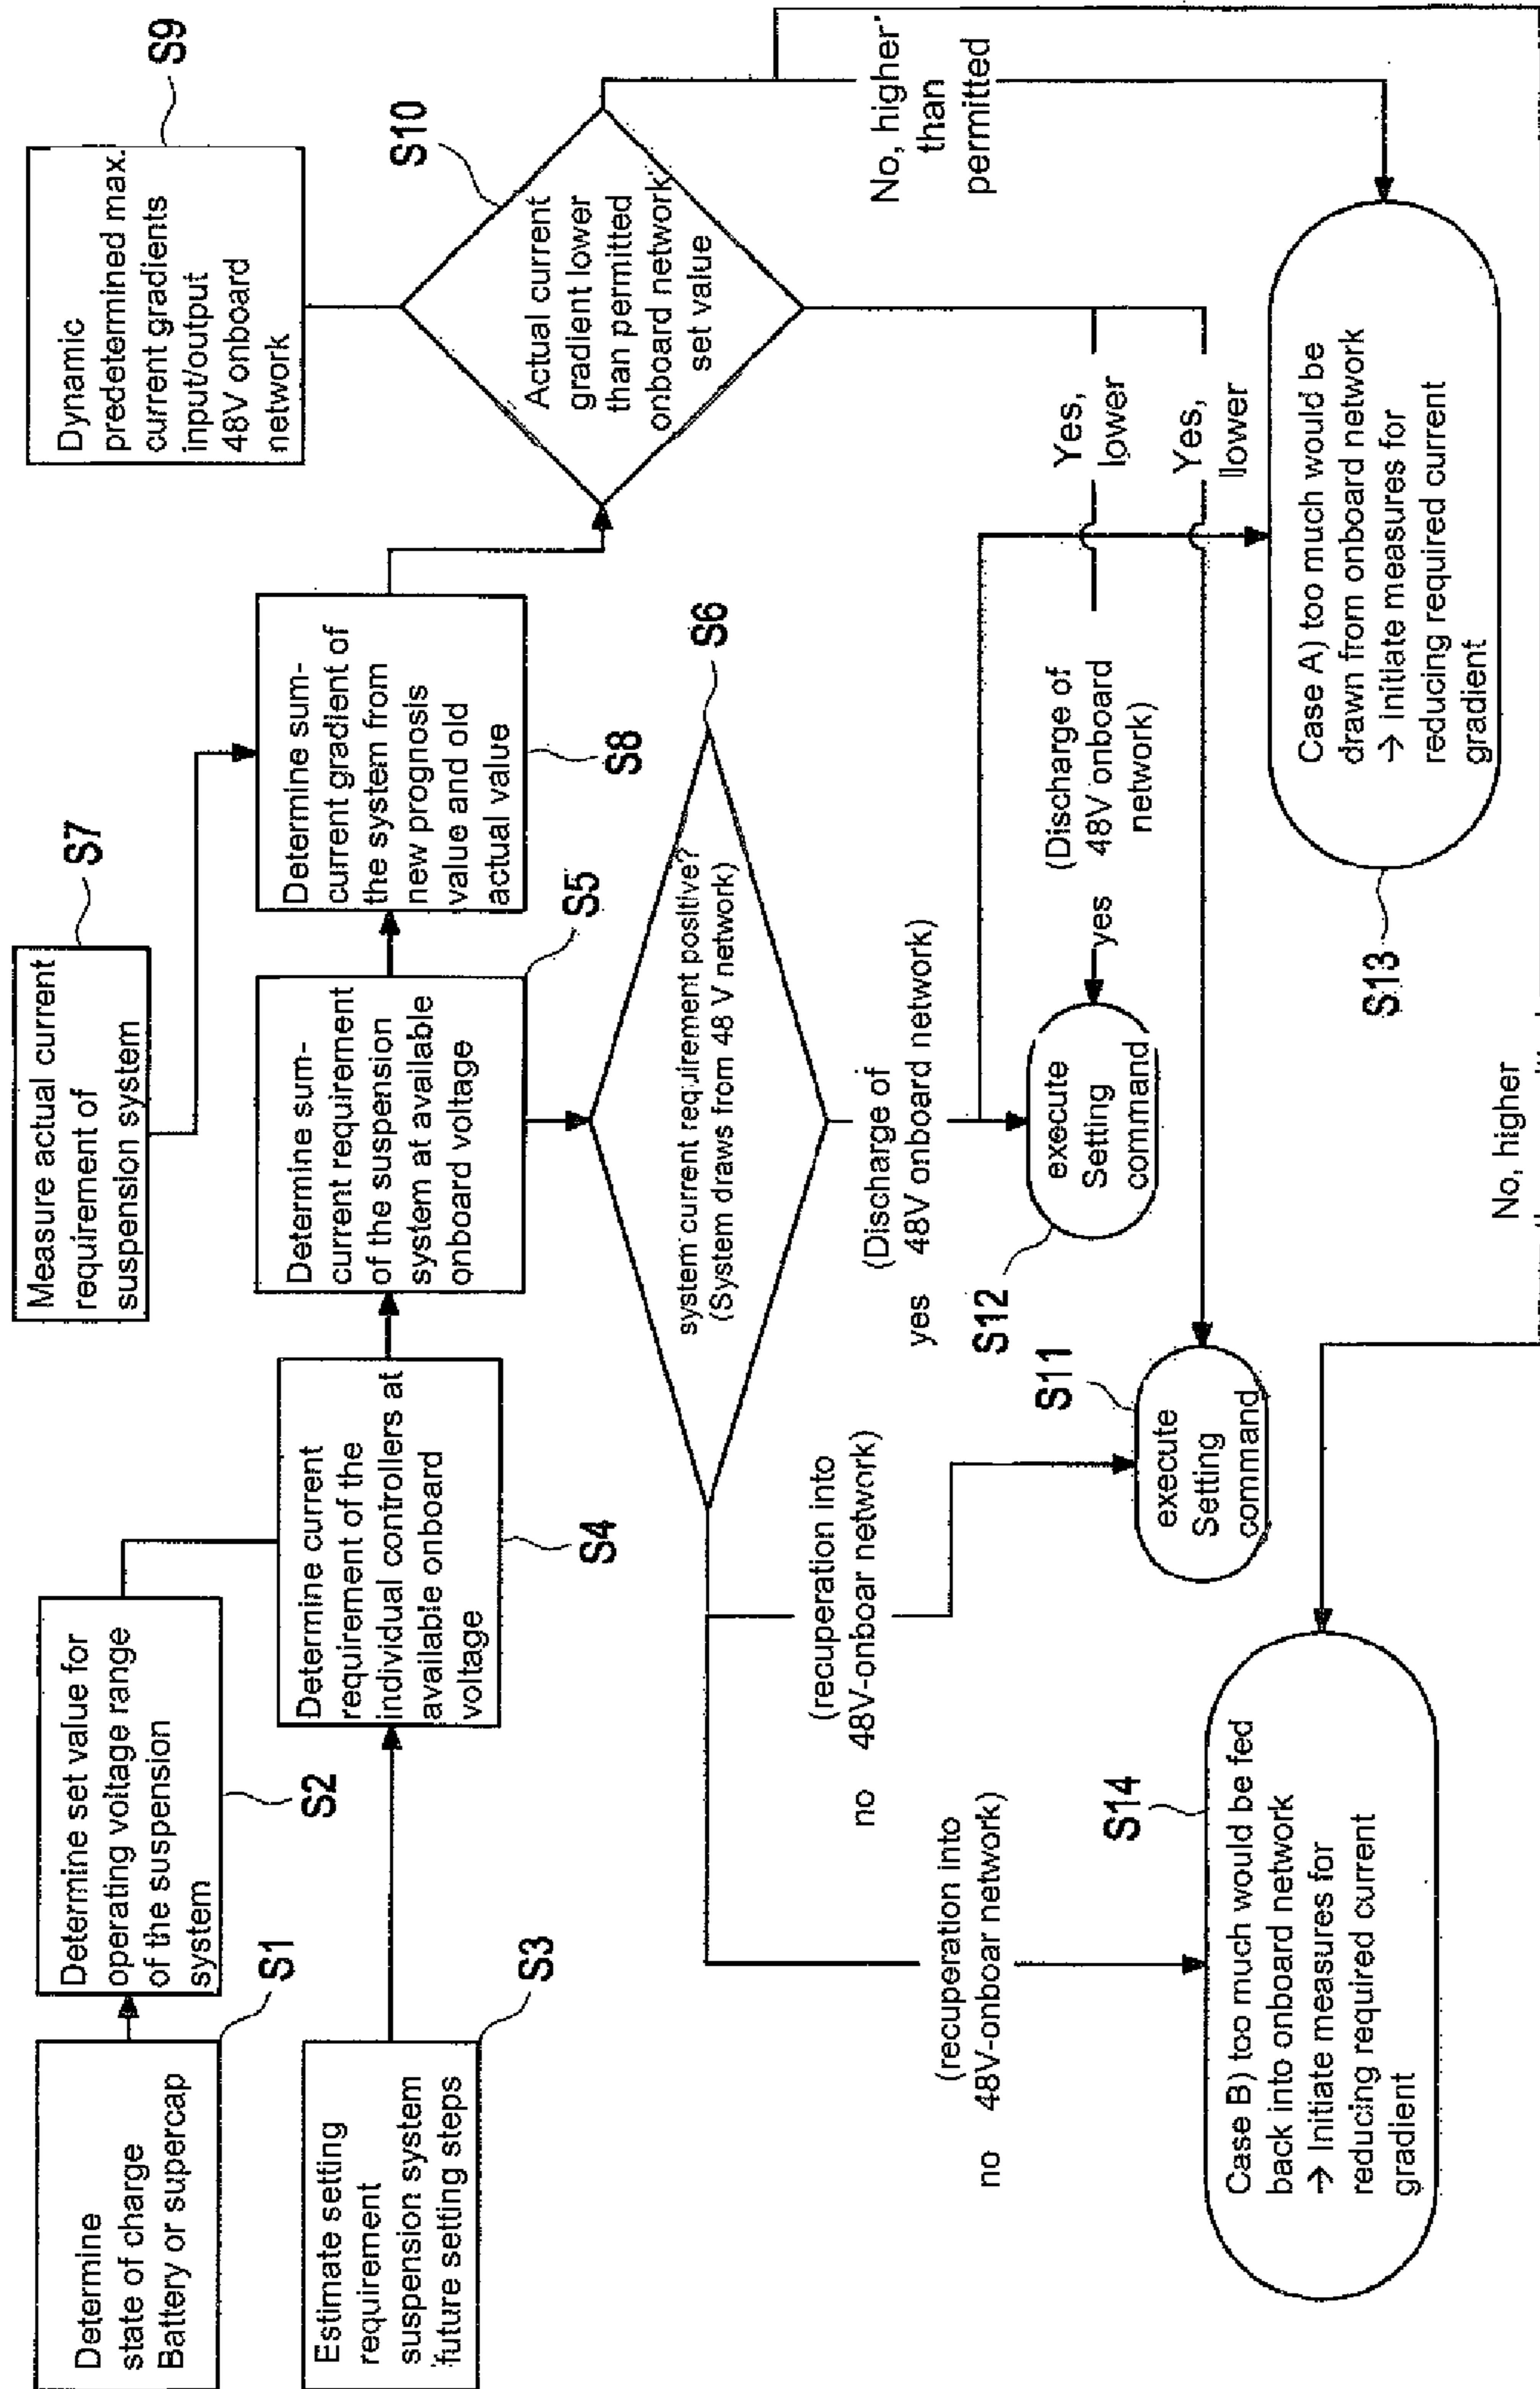 Determine
state of charge
Battery or supercap
S1
Determine set value for
operating voltage range
of the suspension
system
S2
Estimate setting
requirement
suspension system
future setting steps
S3
Determine current
requirement of the
individual controllers at
available onboard
voltage
S4
Measure actual current
requirement of
suspension system
S7
Determine sum-
current requirement
of the suspension
system at available
onboard voltage
S5
Determine sum-
current gradient of
the system from
new prognosis
value and old
actual value
S8
Dynamic
predetermined max.
current gradients
input/output
48V onboard
network
S9
Actual current
gradient lower
than permitted
onboard network
set value
S10
system current requirement positive?
(System draws from 48 V network)
S6
No, higher
than
permitted
(recuperation into
no 48V-onboar network)
(recuperation into
no 48V-onboar network)
(Discharge of
yes 48V onboard network)
(Discharge of
yes 48V onboard
network)
Yes,
lower
Yes,
lower
execute
Setting
command
S12
execute
Setting
command
S11
Case A) too much would be
drawn from onboard network
→ Initiate measures for
reducing required current
gradient
S13
Case B) too much would be fed
back into onboard network
→ Initiate measures for
reducing required current
gradient
S14
No, higher